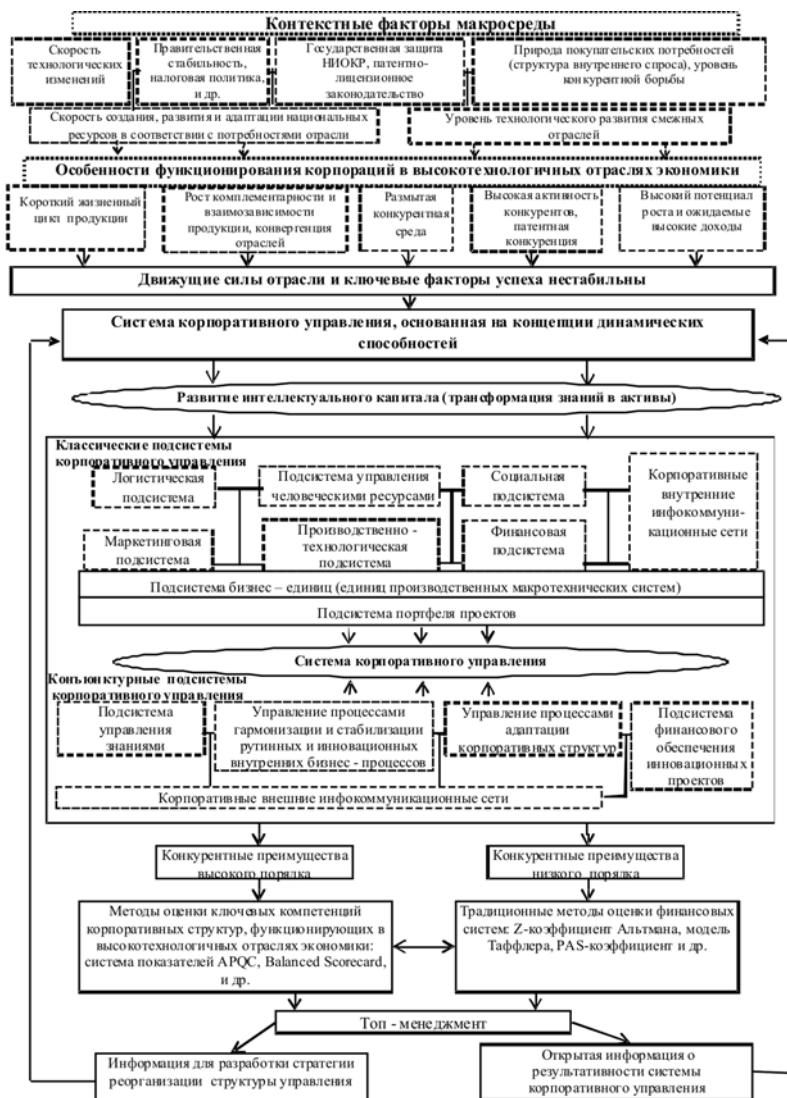 Контекстные факторы макросреды
Скорость
технологических
изменений
Правительственная
стабильность,
налоговая политика,
и др.
Государственная защита
НИОКР, патентно-
лицензионное
законодательство
Природа покупательских потребностей
(структура внутреннего спроса), уровень
конкурентной борьбы
Скорость создания, развития и адаптации национальных
ресурсов в соответствии с потребностями отрасли
Уровень технологического развития смежных
отраслей
Особенности функционирования корпораций в высокотехнологичных отраслях экономики
Короткий жизненный
цикл продукции
Рост комплементарности и
взаимозависимости
продукции, конвергенция
отраслей
Размытая
конкурентная
среда
Высокая активность
конкурентов,
патентная
конкуренция
Высокий потенциал
роста и ожидаемые
высокие доходы
Движущие силы отрасли и ключевые факторы успеха нестабильны
Система корпоративного управления, основанная на концепции динамических
способностей
Развитие интеллектуального капитала (трансформация знаний в активы)
Классические подсистемы
корпоративного управления
Логистическая
подсистема
Подсистема управления
человеческими ресурсами
Социальная
подсистема
Корпоративные
внутренние
инфокоммуни-
кационные сети
Маркетинговая
подсистема
Производственно -
технологическая
подсистема
Финансовая
подсистема
Подсистема бизнес – единиц (единиц производственных макротехнических систем)
Подсистема портфеля проектов
Система корпоративного управления
Конъюнктурные подсистемы
корпоративного управления
Подсистема
управления
знаниями
Управление процессами
гармонизации и стабилизации
рутинных и инновационных
внутренних бизнес - процессов
Управление процессами
адаптации
корпоративных структур
Подсистема
финансового
обеспечения
инновационных
проектов
Корпоративные внешние инфокоммуникационные сети
Конкурентные преимущества
высокого порядка
Конкурентные преимущества
низкого порядка
Методы оценки ключевых компетенций
корпоративных структур, функционирующих в
высокотехнологичных отраслях экономики:
система показателей APQC, Balanced Scorecard,
и др.
Традиционные методы оценки финансовых
систем: Z-коэффициент Альтмана, модель
Таффлера, PAS-коэффициент и др.
Топ - менеджмент
Информация для разработки стратегии
реорганизации структуры управления
Открытая информация о
результативности системы
корпоративного управления